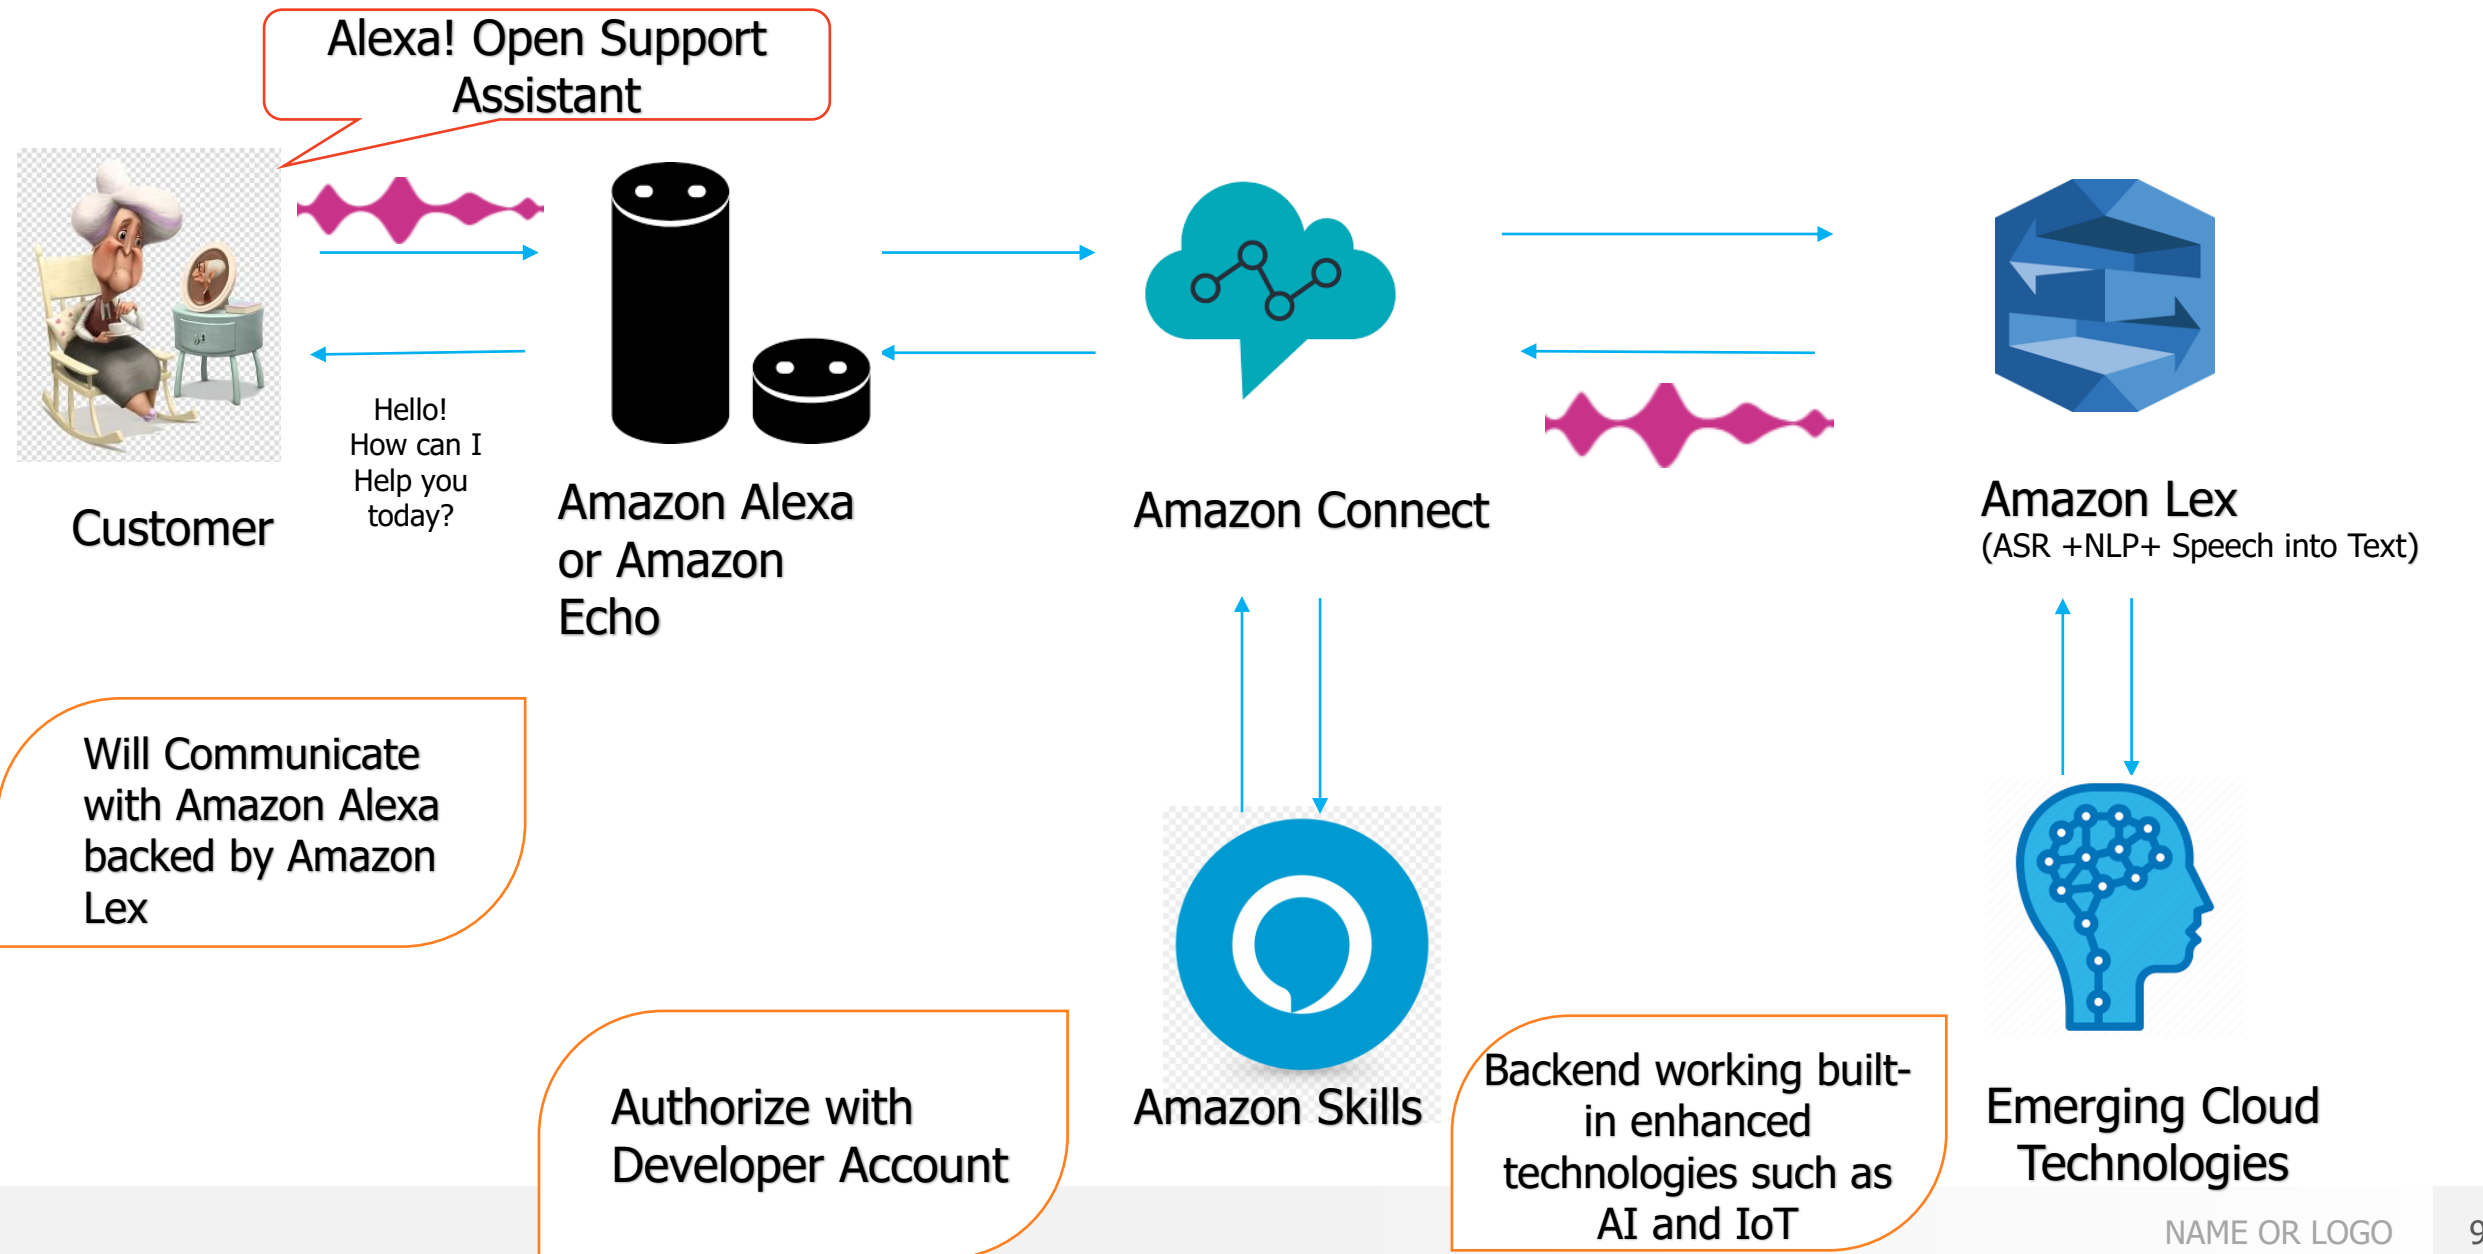 Alexa! Open Support
Assistant
Hello!
How can I
Help you
today?
Customer
Amazon Alexa
or Amazon
Echo
Amazon Connect
Amazon Lex
(ASR +NLP+ Speech into Text)
Will Communicate
with Amazon Alexa
backed by Amazon
Lex
Authorize with
Developer Account
Amazon Skills
Backend working built-
in enhanced
technologies such as
AI and IoT
Emerging Cloud
Technologies
NAME OR LOGO
9